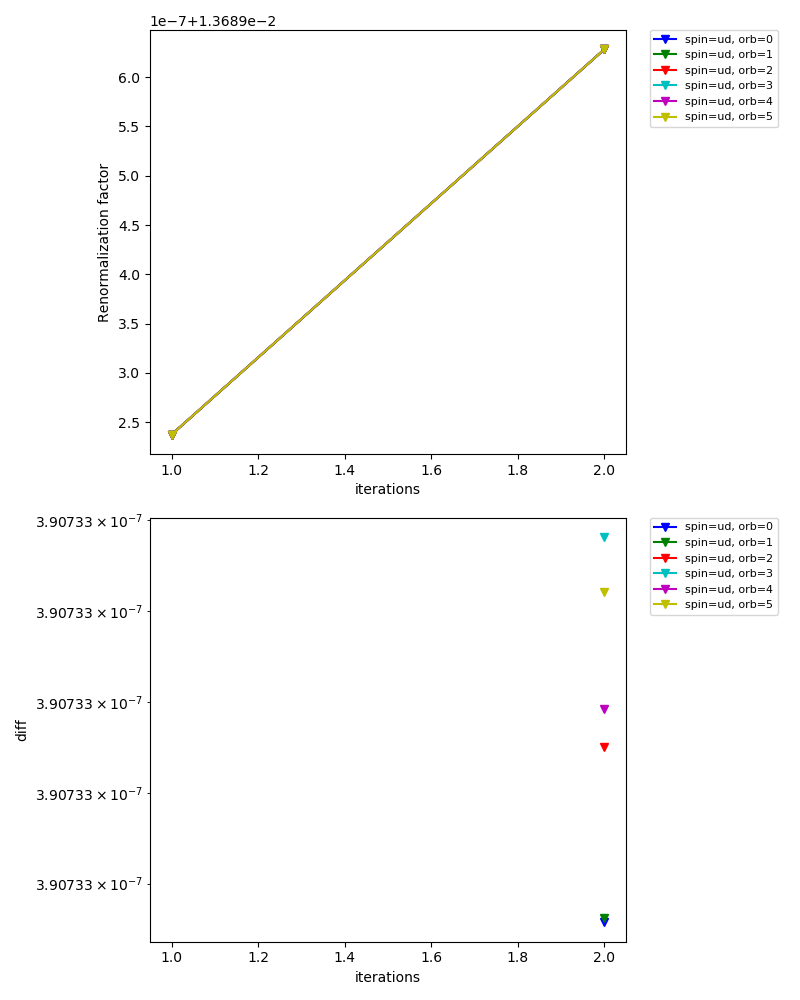 1e−7+1.3689e−2
6.0
5.5
5.0
4.5
4.0
3.5
3.0
2.5
Renormalization factor
1.0 1.2 1.4 1.6 1.8 2.0
iterations
spin=ud, orb=0
spin=ud, orb=1
spin=ud, orb=2
spin=ud, orb=3
spin=ud, orb=4
spin=ud, orb=5
3.90733 × 10⁻⁷
3.90733 × 10⁻⁷
3.90733 × 10⁻⁷
3.90733 × 10⁻⁷
3.90733 × 10⁻⁷
diff
1.0 1.2 1.4 1.6 1.8 2.0
iterations
spin=ud, orb=0
spin=ud, orb=1
spin=ud, orb=2
spin=ud, orb=3
spin=ud, orb=4
spin=ud, orb=5